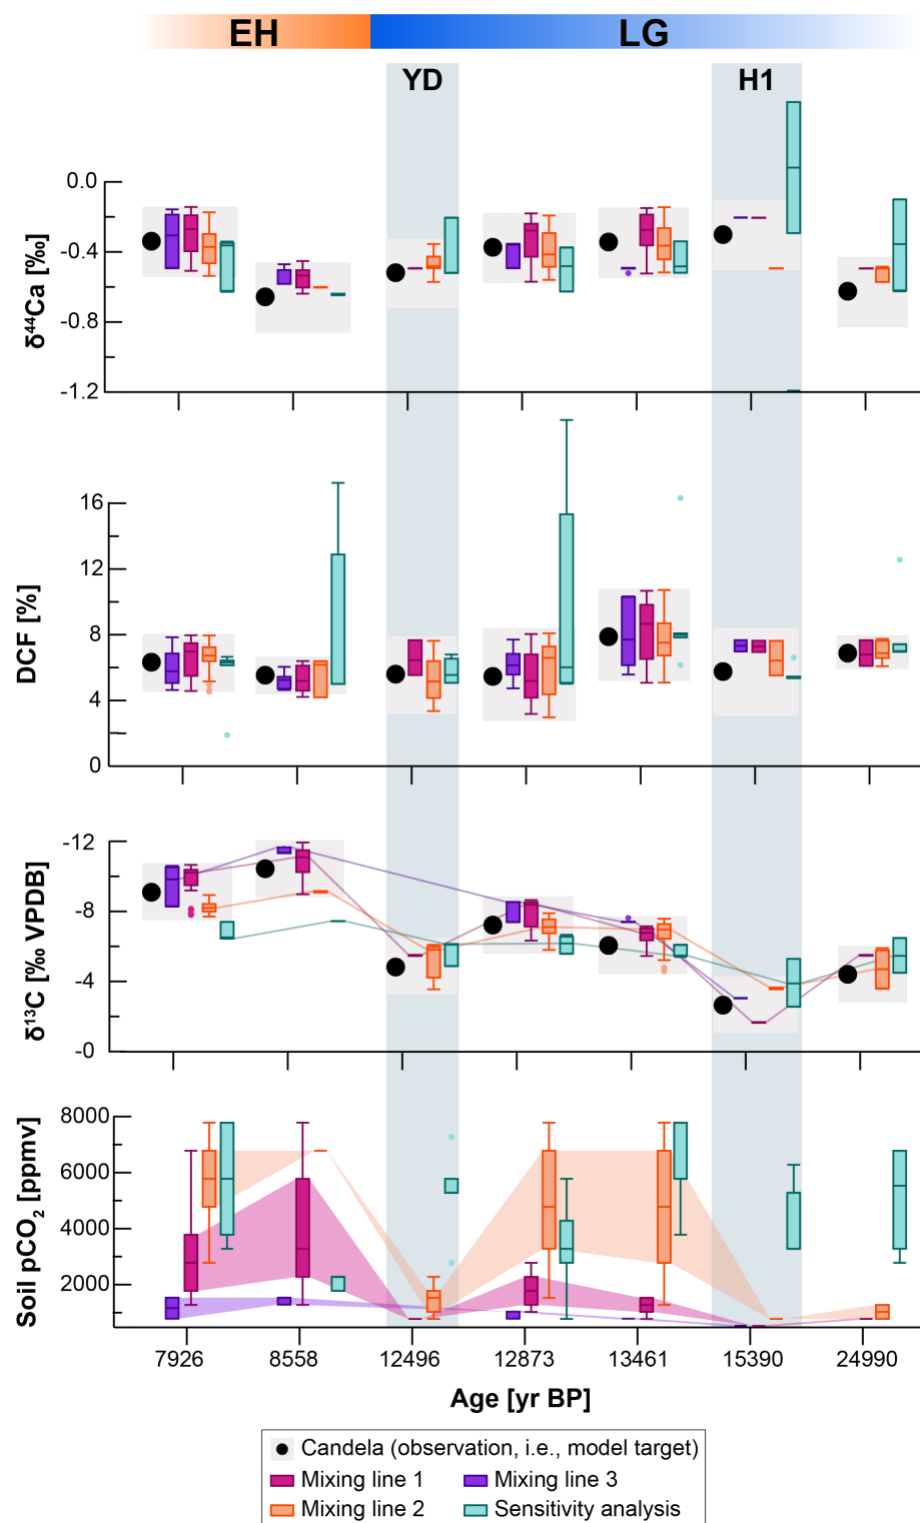 EH LG
YD H1
δ⁴⁴Ca [‰]
0.0
-0.4
-0.8
-1.2
DCF [%]
16
12
8
4
0
δ¹³C [‰ VPDB]
-12
-8
-4
-0
Soil pCO₂ [ppmv]
8000
6000
4000
2000
7926 8558 12496 12873 13461 15390 24990
Age [yr BP]
Candela (observation, i.e., model target)
Mixing line 1 Mixing line 3
Mixing line 2 Sensitivity analysis